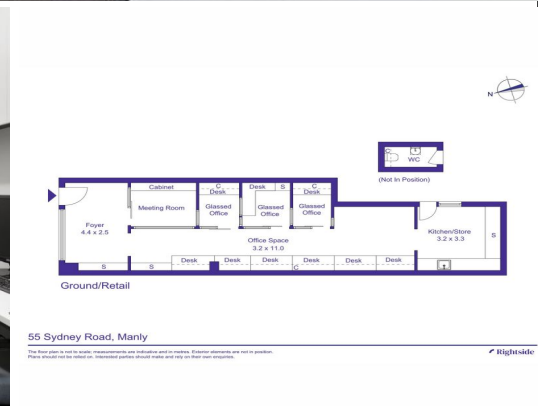 N
C
WC
(Not In Position)
Cabinet
Meeting Room
C
Desk
Glassed
Office
Desk
S
Glassed
Office
C
Desk
Glassed
Office
Foyer
4.4 x 2.5
Office Space
3.2 x 11.0
Kitchen/Store
3.2 x 3.3
S
S
S
Desk
Desk
Desk
Desk
Desk
Desk
C
Ground/Retail
55 Sydney Road, Manly
The floor plan is not to scale; measurements are indicative and in metres. Exterior elements are not in position.
Plans should not be relied on. Interested parties should make and rely on their own enquiries.
Rightside